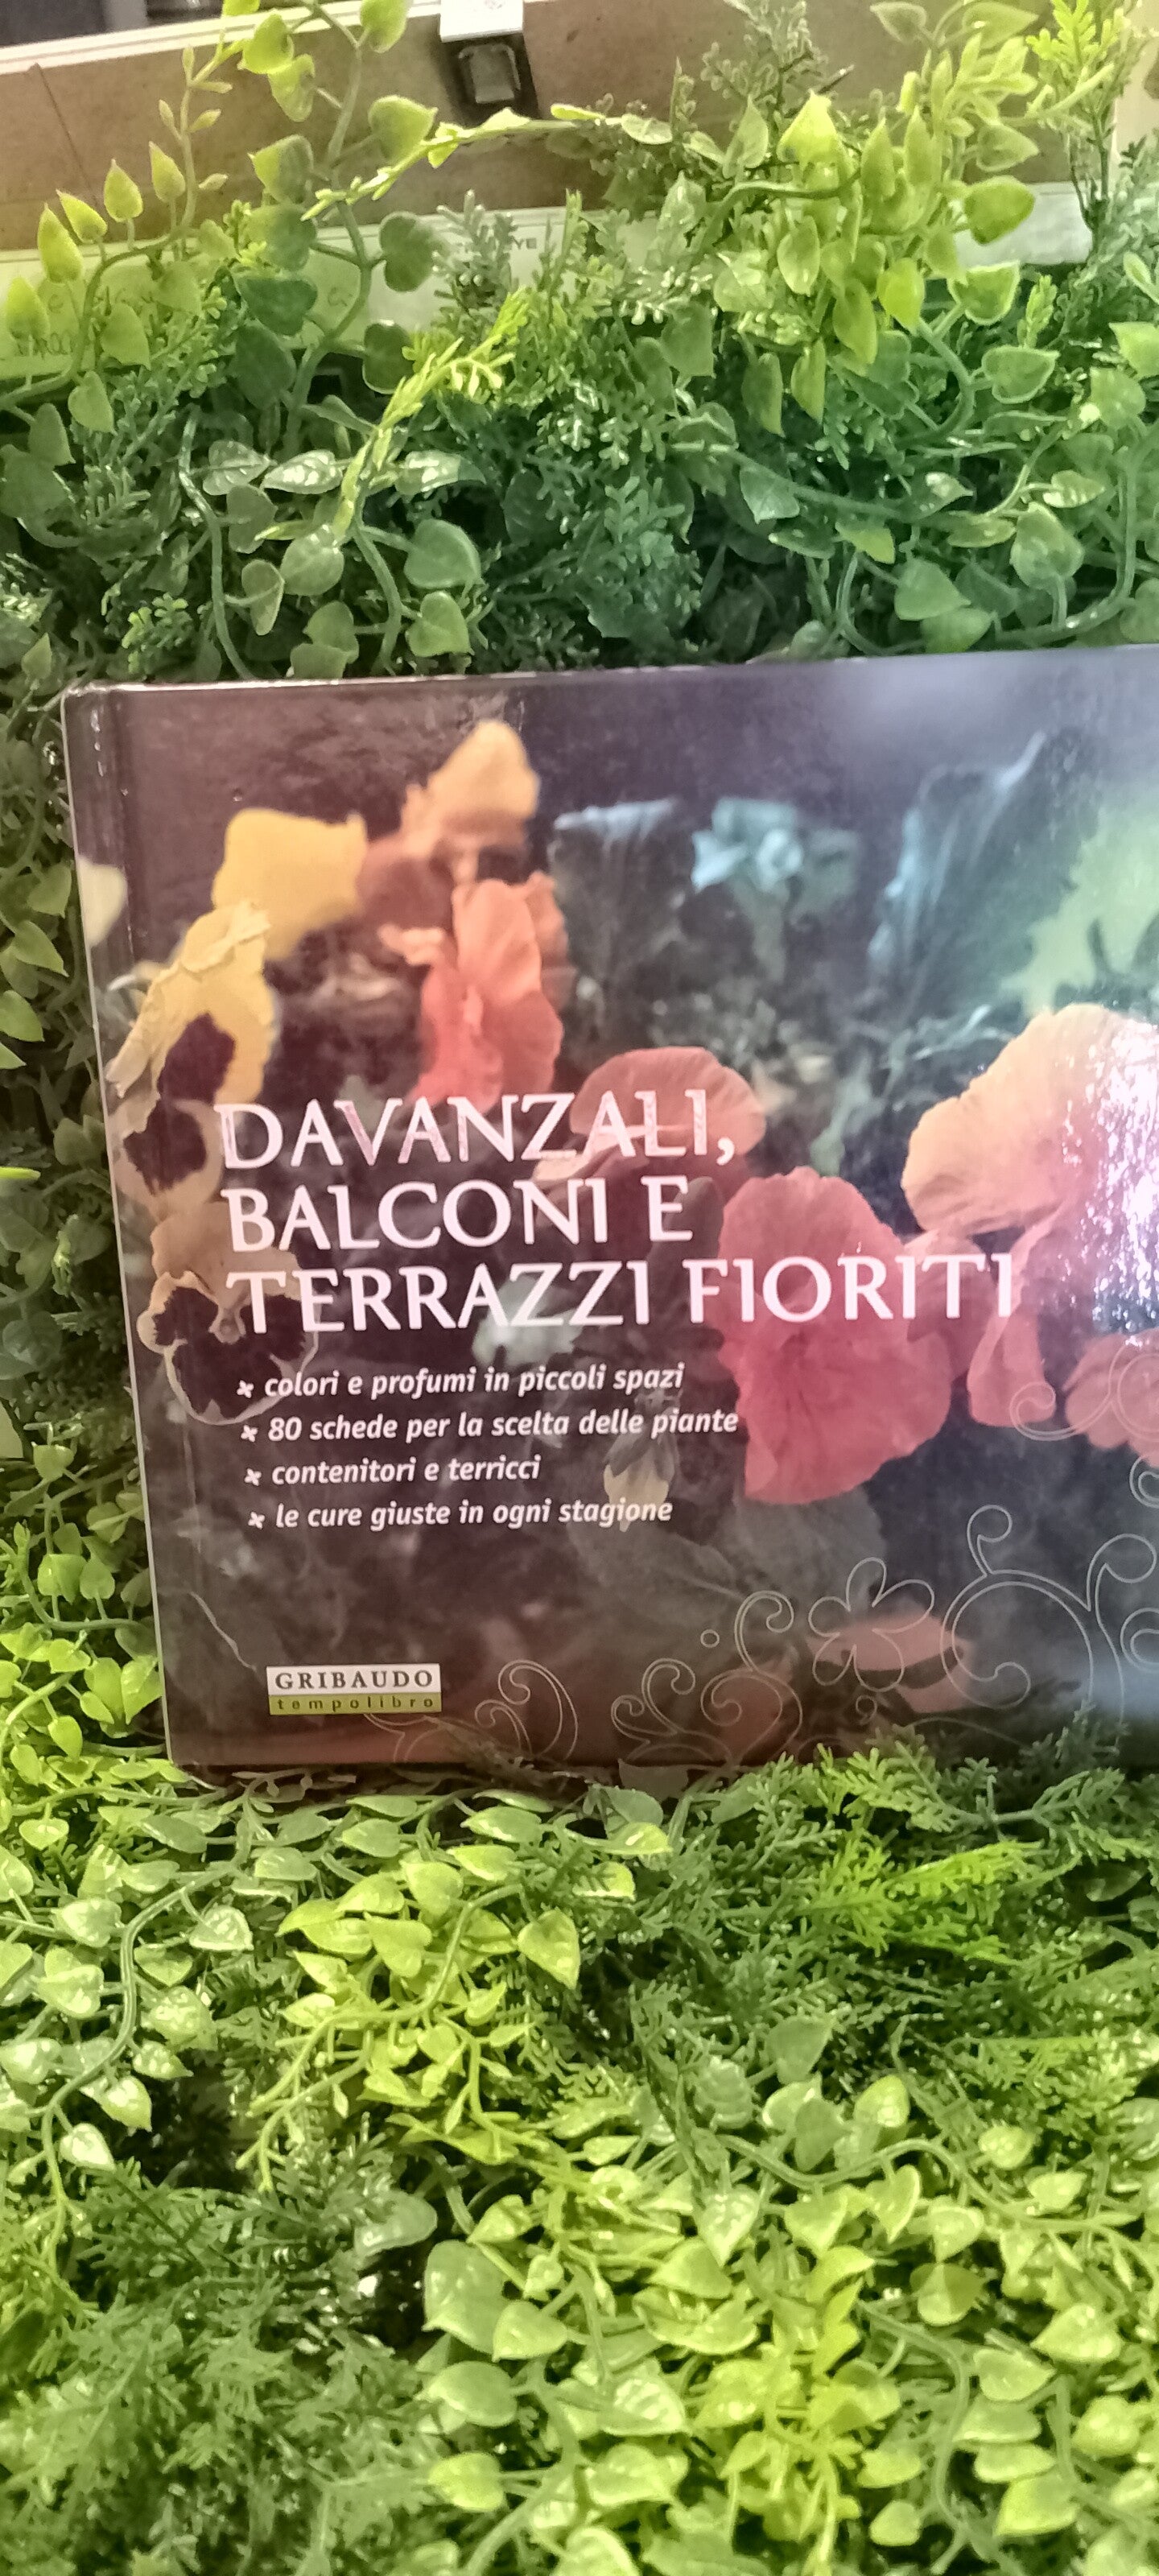 DAVANZALI,
BALCONI E
TERRAZZI FIORITI
colori e profumi in piccoli spazi
80 schede per la scelta delle piante
contenitori e terricci
le cure giuste in ogni stagione
GRIBAUDO
tempolibro